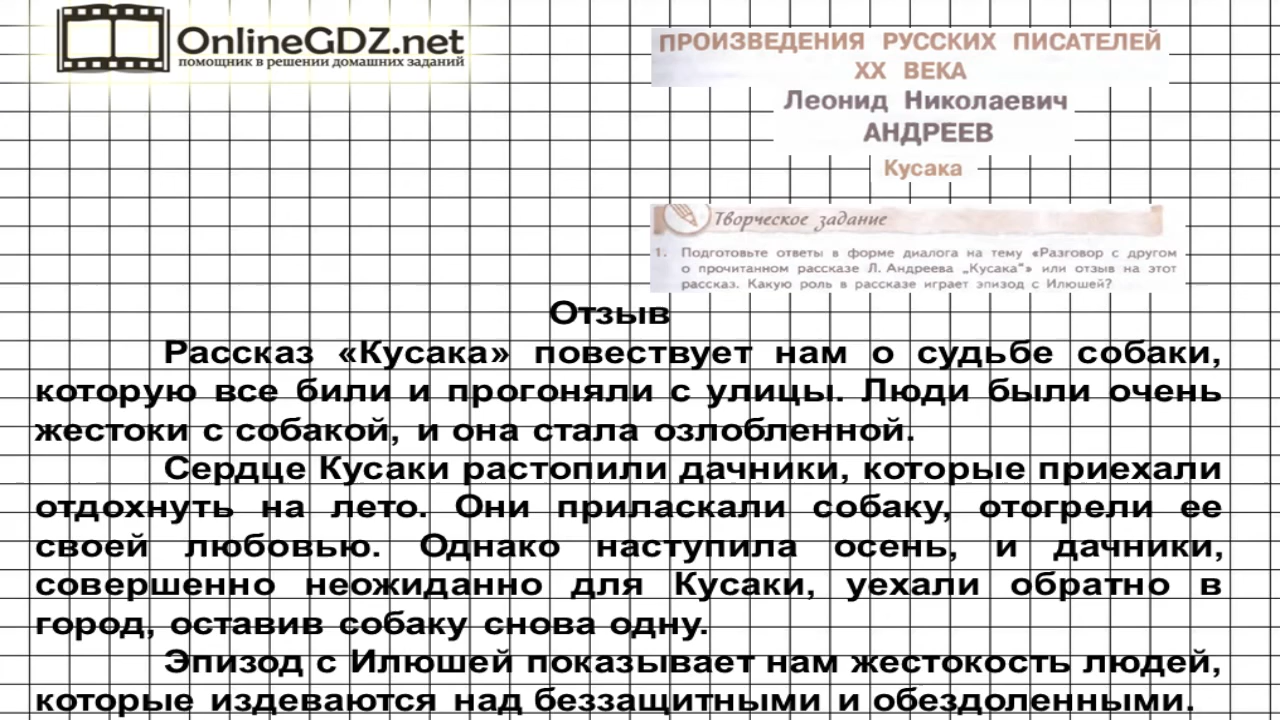 OnlineGDZ.net
помощник в решении домашних заданий
ПРОИЗВЕДЕНИЯ РУССКИХ ПИСАТЕЛЕЙ
XX ВЕКА
Леонид Николаевич
АНДРЕЕВ
Кусака
Творческое задание
1. Подготовьте ответы в форме диалога на тему «Разговор с другом
о прочитанном рассказе Л. Андреева „Кусака"» или отзыв на этот
рассказ. Какую роль в рассказе играет эпизод с Илюшей?
Отзыв
Рассказ «Кусака» повествует нам о судьбе собаки,
которую все били и прогоняли с улицы. Люди были очень
жестоки с собакой, и она стала озлобленной.
Сердце Кусаки растопили дачники, которые приехали
отдохнуть на лето. Они приласкали собаку, отогрели ее
своей любовью. Однако наступила осень, и дачники,
совершенно неожиданно для Кусаки, уехали обратно в
город, оставив собаку снова одну.
Эпизод с Илюшей показывает нам жестокость людей,
которые издеваются над беззащитными и обездоленными.